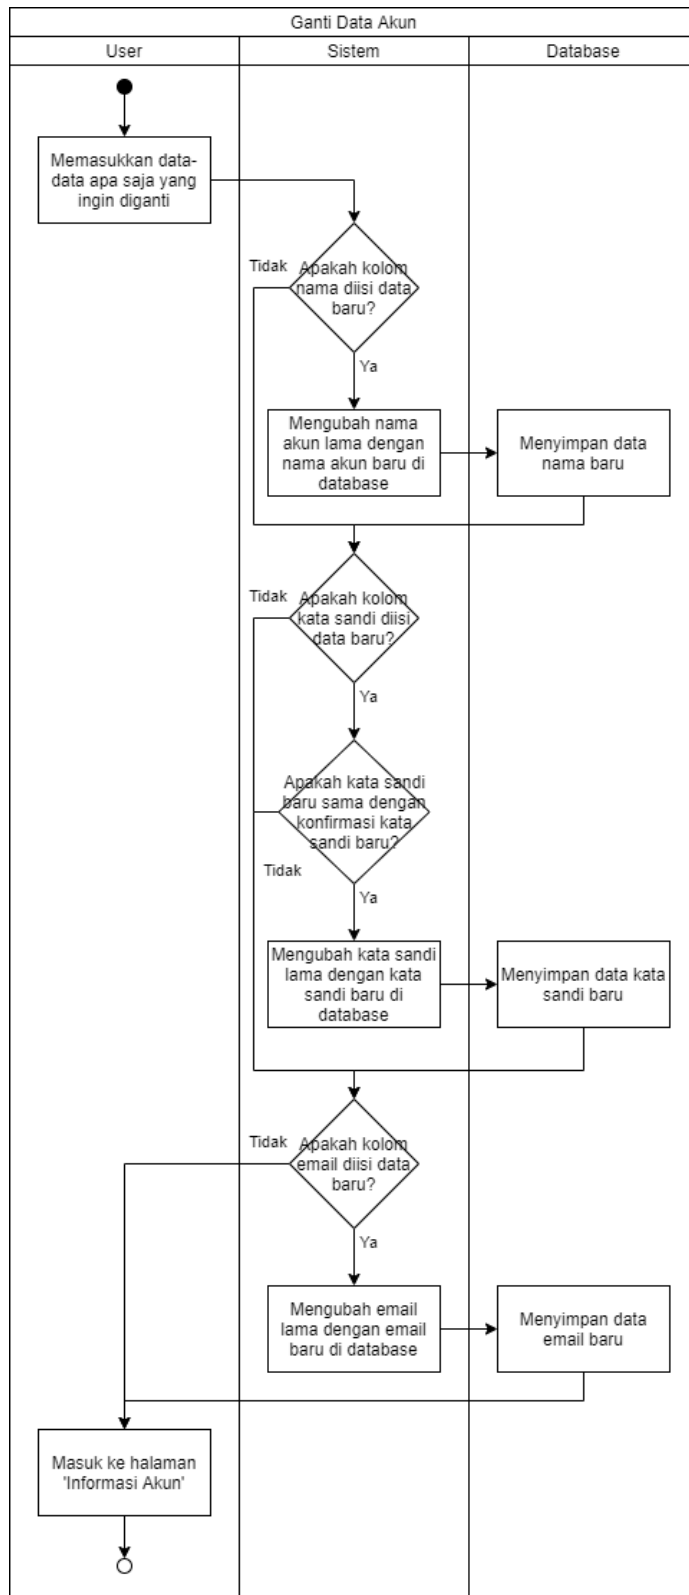 Ganti Data Akun
User
Sistem
Database
Memasukkan data-
data apa saja yang
ingin diganti
Tidak
Apakah kolom
nama diisi data
baru?
Ya
Mengubah nama
akun lama dengan
nama akun baru di
database
Menyimpan data
nama baru
Tidak
Apakah kolom
kata sandi diisi
data baru?
Ya
Apakah kata sandi
baru sama dengan
konfirmasi kata
sandi baru?
Tidak
Ya
Mengubah kata sandi
lama dengan kata
sandi baru di
database
Menyimpan data kata
sandi baru
Tidak
Apakah kolom
email diisi data
baru?
Ya
Mengubah email
lama dengan email
baru di database
Menyimpan data
email baru
Masuk ke halaman
'Informasi Akun'